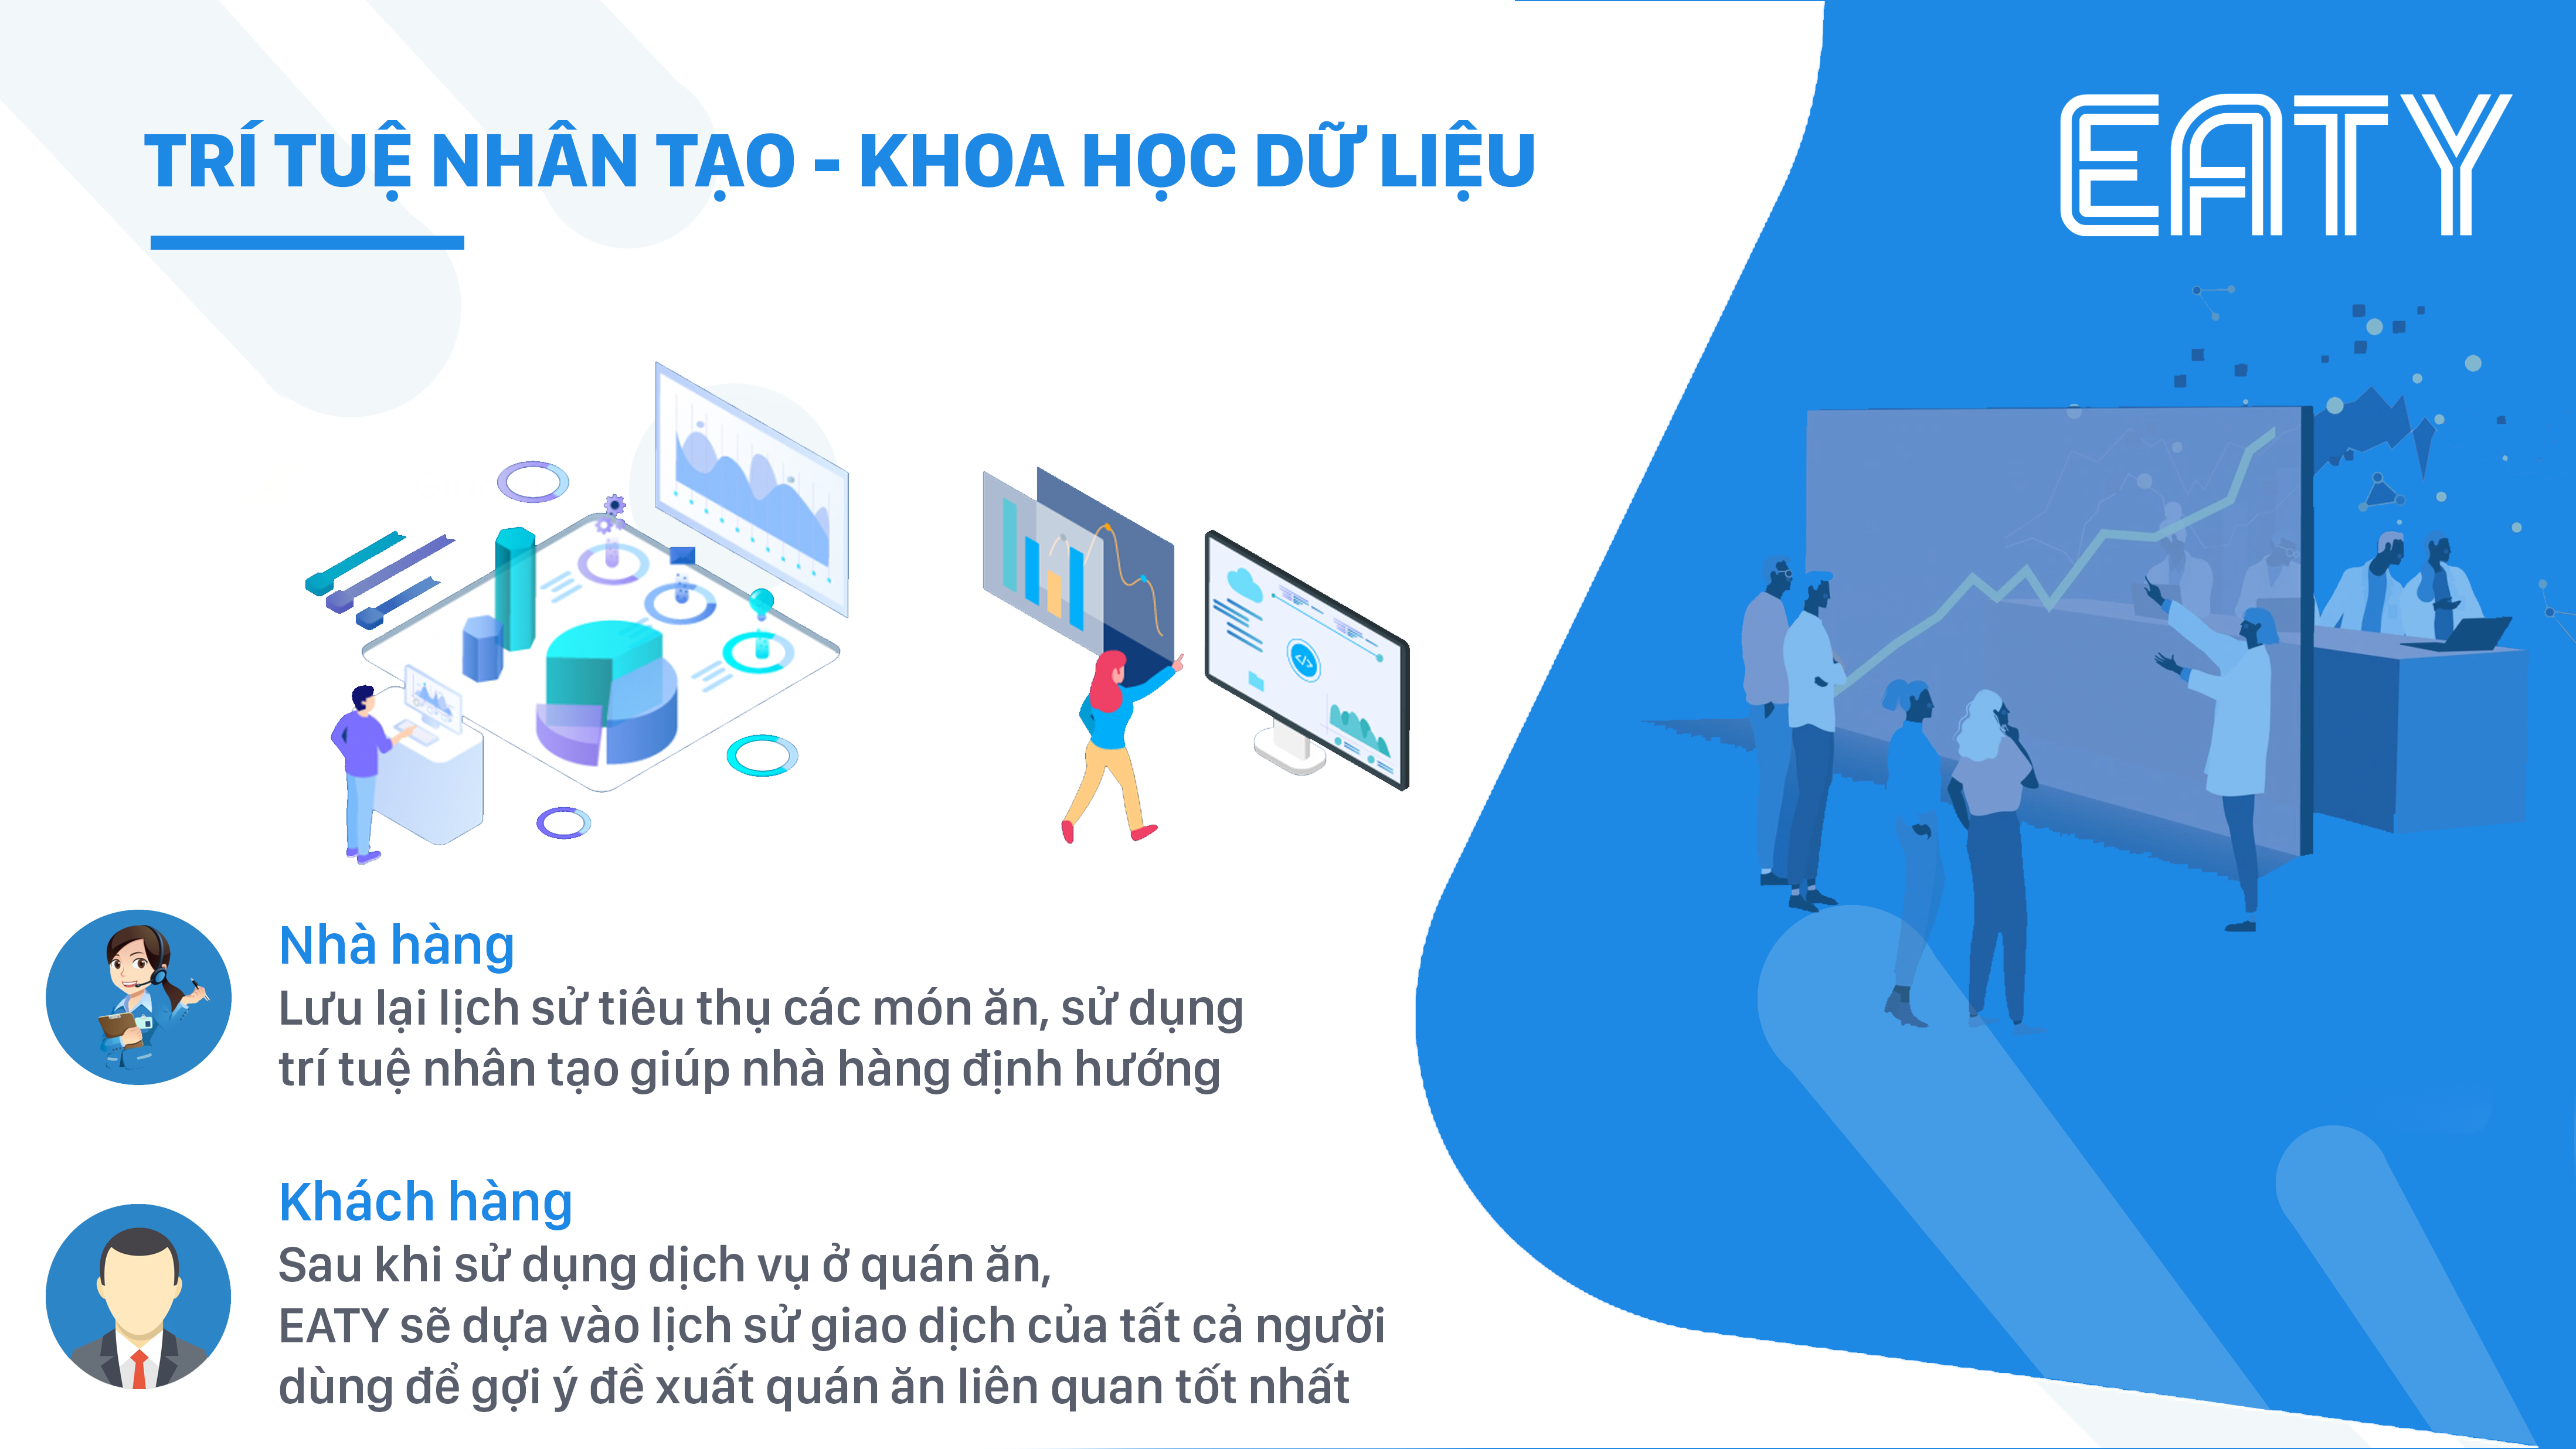 TRÍ TUỆ NHÂN TẠO - KHOA HỌC DỮ LIỆU
EATY
Nhà hàng
Lưu lại lịch sử tiêu thụ các món ăn, sử dụng
trí tuệ nhân tạo giúp nhà hàng định hướng
Khách hàng
Sau khi sử dụng dịch vụ ở quán ăn,
EATY sẽ dựa vào lịch sử giao dịch của tất cả người
dùng để gợi ý đề xuất quán ăn liên quan tốt nhất